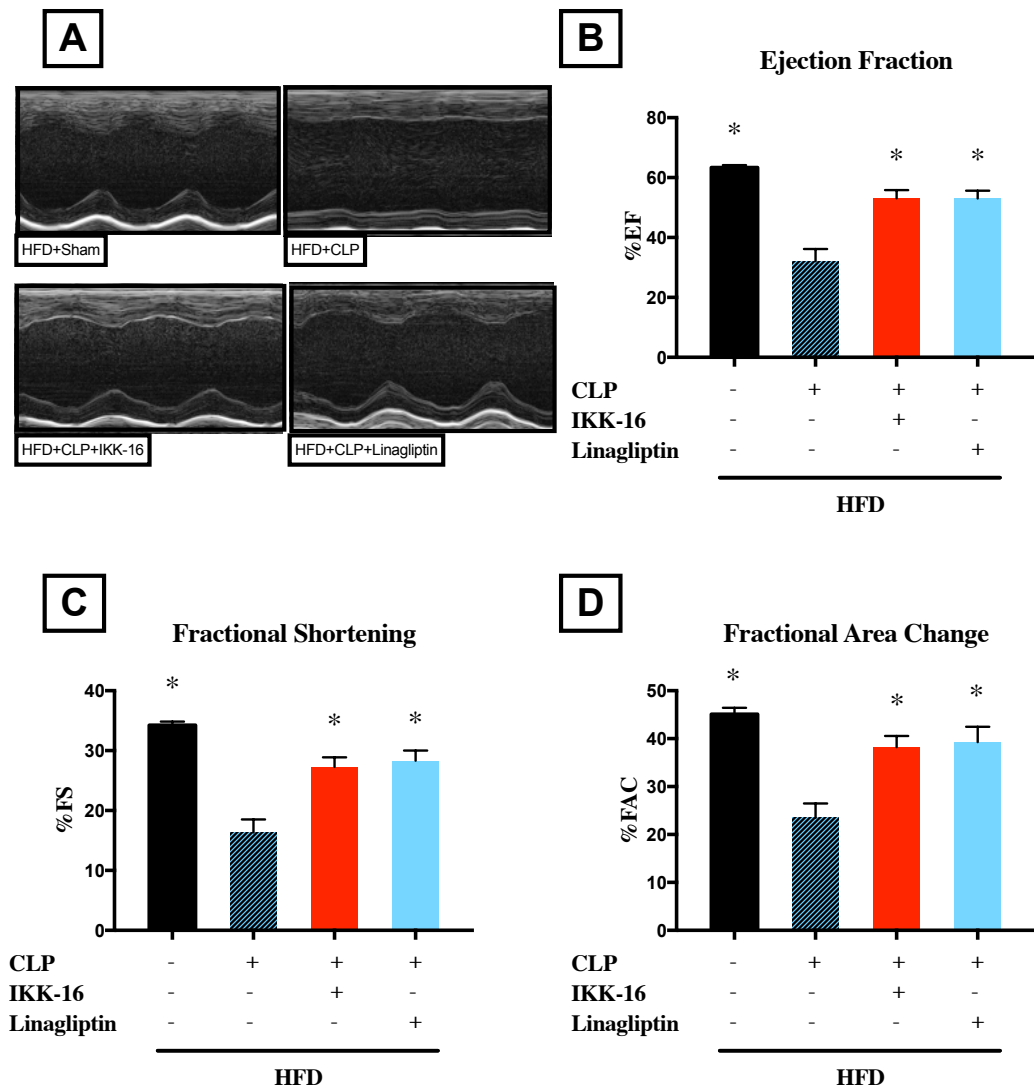 A
HFD+Sham
HFD+CLP
HFD+CLP+IKK-16
HFD+CLP+Linagliptin
B
Ejection Fraction
%EF
80
60
40
20
0
* * *
CLP - + + +
IKK-16 - - + -
Linagliptin - - - +
HFD
C
Fractional Shortening
%FS
40
30
20
10
0
* * *
CLP - + + +
IKK-16 - - + -
Linagliptin - - - +
HFD
D
Fractional Area Change
%FAC
50
40
30
20
10
0
* * *
CLP - + + +
IKK-16 - - + -
Linagliptin - - - +
HFD